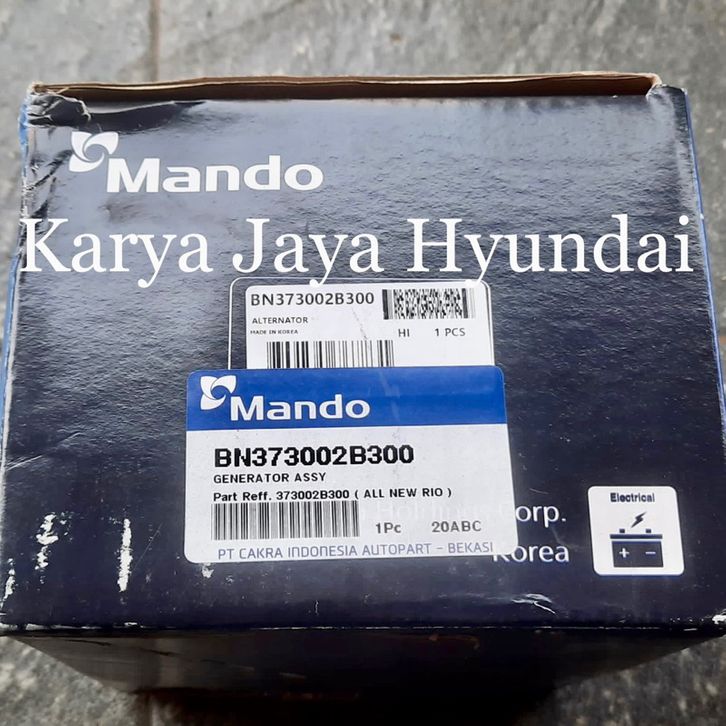 Mando
Karya Jaya Hyundai
BN373002B300
ALTERNATOR
MADE IN KOREA
HI 1 PCS
Mando
BN373002B300
GENERATOR ASSY
Part Reff. 373002B300 ( ALL NEW RIO )
1Pc 20ABC
PT CAKRA INDONESIA AUTOPART - BEKASI
Holdings Corp.
Korea
Electrical